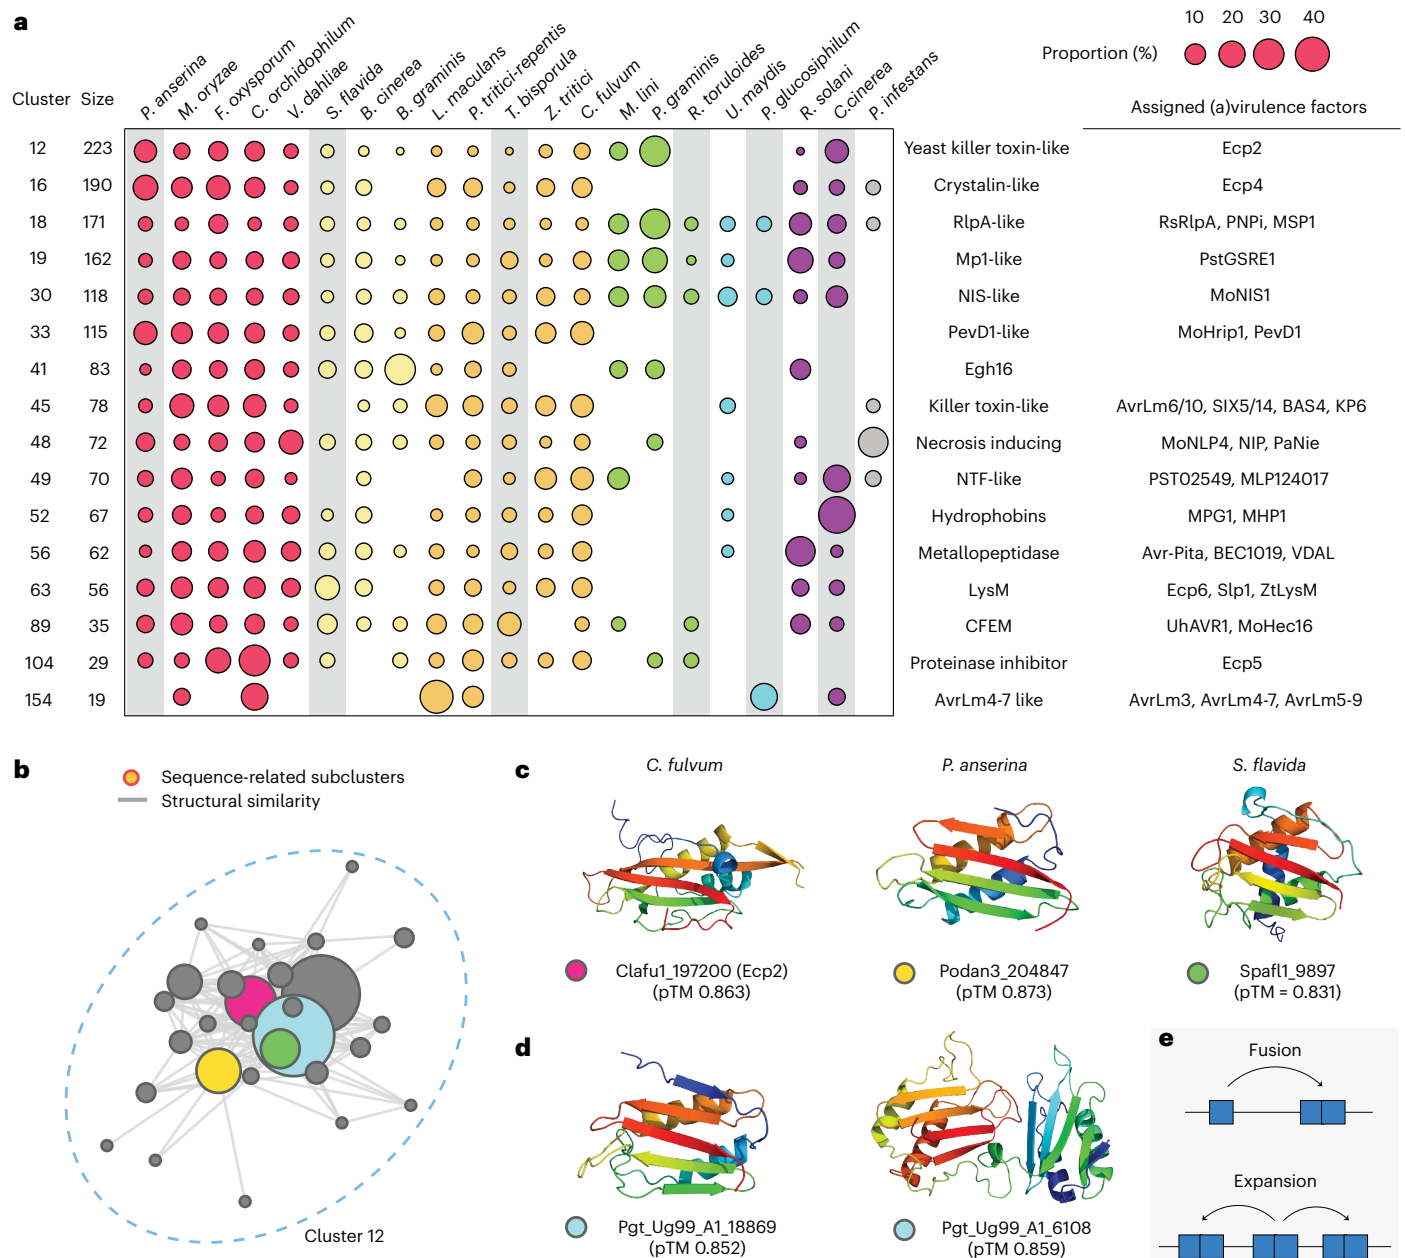 a
10 20 30 40
Proportion (%)
Cluster Size
P. anserina
M. oryzae
F. oxysporum
C. orchidophilum
V. dahliae
S. flavida
B. cinerea
B. graminis
L. maculans
P. tritici-repentis
T. bisporula
Z. tritici
C. fulvum
M. lini
P. graminis
R. toruloides
U. maydis
P. glucosiphilum
R. solani
C.cinerea
P. infestans
Assigned (a)virulence factors
12 223 Yeast killer toxin-like Ecp2
16 190 Crystalin-like Ecp4
18 171 RlpA-like RsRlpA, PNPi, MSP1
19 162 Mp1-like PstGSRE1
30 118 NIS-like MoNIS1
33 115 PevD1-like MoHrip1, PevD1
41 83 Egh16
45 78 Killer toxin-like AvrLm6/10, SIX5/14, BAS4, KP6
48 72 Necrosis inducing MoNLP4, NIP, PaNie
49 70 NTF-like PST02549, MLP124017
52 67 Hydrophobins MPG1, MHP1
56 62 Metallopeptidase Avr-Pita, BEC1019, VDAL
63 56 LysM Ecp6, Slp1, ZtLysM
89 35 CFEM UhAVR1, MoHec16
104 29 Proteinase inhibitor Ecp5
154 19 AvrLm4-7 like AvrLm3, AvrLm4-7, AvrLm5-9
b
Sequence-related subclusters
Structural similarity
Cluster 12
c
C. fulvum
P. anserina
S. flavida
Clafu1_197200 (Ecp2)
(pTM 0.863)
Podan3_204847
(pTM 0.873)
Spafl1_9897
(pTM = 0.831)
d
Pgt_Ug99_A1_18869
(pTM 0.852)
Pgt_Ug99_A1_6108
(pTM 0.859)
e
Fusion
Expansion